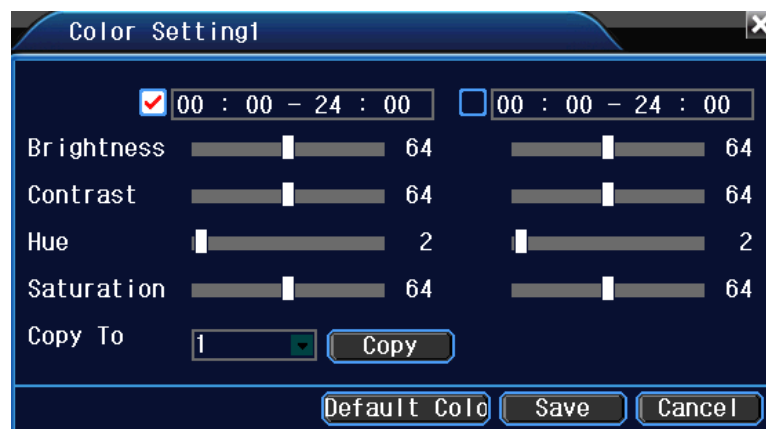 Color Setting1
00 : 00 - 24 : 00 00 : 00 - 24 : 00
Brightness 64 64
Contrast 64 64
Hue 2 2
Saturation 64 64
Copy To 1 Copy
Default Colo Save Cancel